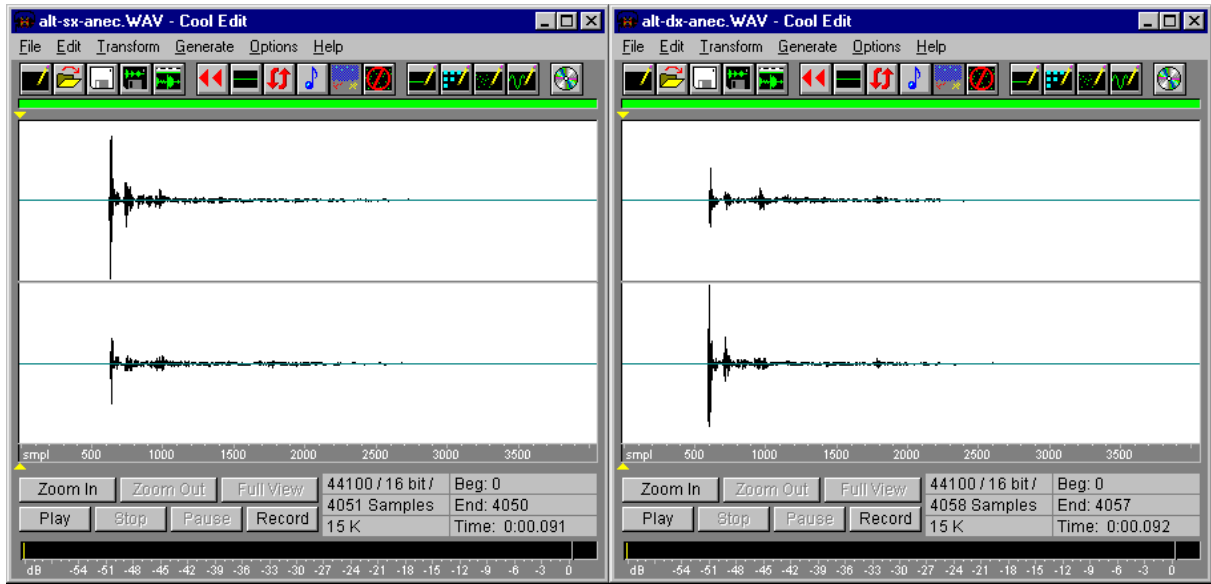 alt-sx-anec.WAV - Cool Edit
File Edit Transform Generate Options Help
smpl 500 1000 1500 2000 2500 3000 3500
Zoom In Zoom Out Full View 44100 / 16 bit / Beg: 0
4051 Samples End: 4050
Play Stop Pause Record 15 K Time: 0:00.091
dB -54 -51 -48 -45 -42 -39 -36 -33 -30 -27 -24 -21 -18 -15 -12 -9 -6 -3 0
alt-dx-anec.WAV - Cool Edit
File Edit Transform Generate Options Help
smpl 500 1000 1500 2000 2500 3000 3500
Zoom In Zoom Out Full View 44100 / 16 bit / Beg: 0
4058 Samples End: 4057
Play Stop Pause Record 15 K Time: 0:00.092
dB -54 -51 -48 -45 -42 -39 -36 -33 -30 -27 -24 -21 -18 -15 -12 -9 -6 -3 0